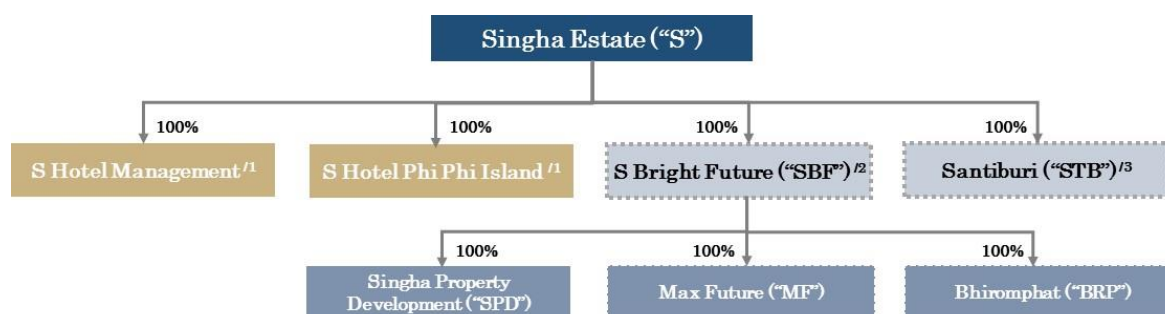 Singha Estate (“S”)
100% 100% 100% 100%
S Hotel Management /1 S Hotel Phi Phi Island /1 S Bright Future (“SBF”) /2 Santiburi (“STB”) /3
100% 100% 100%
Singha Property
Development (“SPD”)
Max Future (“MF”)
Bhiromphat (“BRP”)